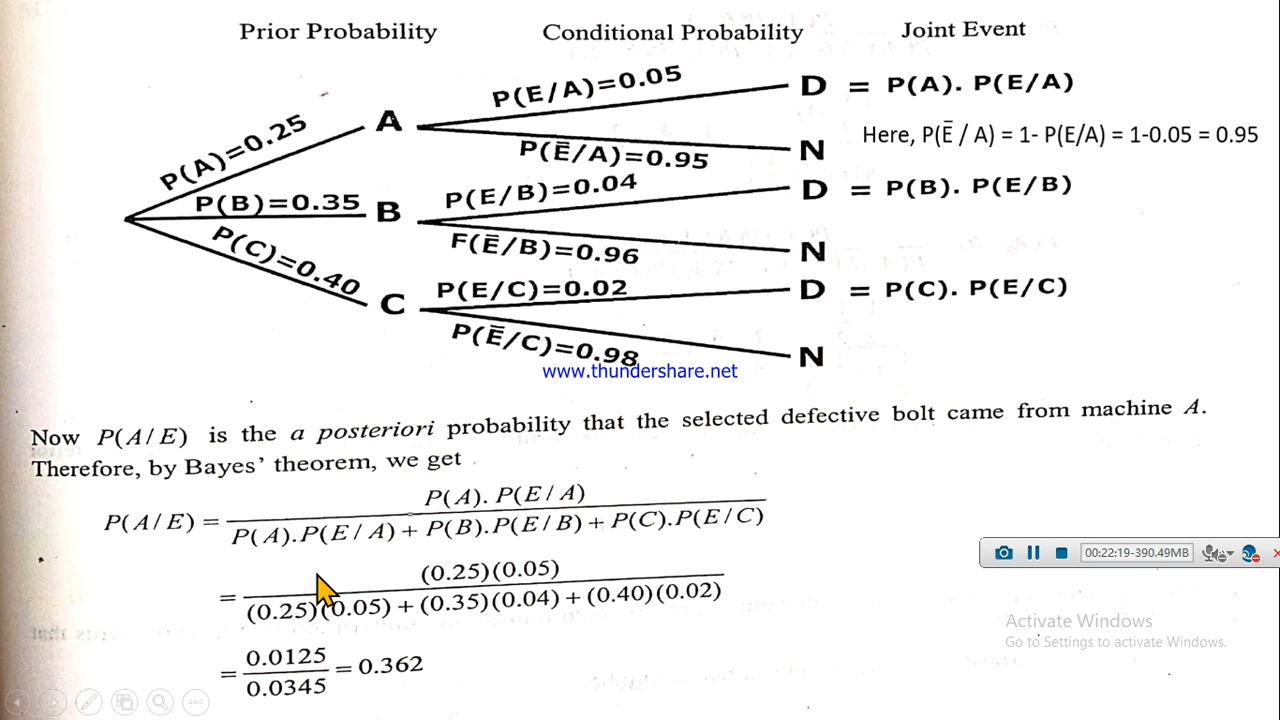 Prior Probability Conditional Probability Joint Event
P(A)=0.25 A P(E/A)=0.05 D = P(A). P(E/A)
P(Ē/A)=0.95 N
Here, P(Ē / A) = 1- P(E/A) = 1-0.05 = 0.95
P(B)=0.35 B P(E/B)=0.04 D = P(B). P(E/B)
F(Ē/B)=0.96 N
P(C)=0.40 C P(E/C)=0.02 D = P(C). P(E/C)
P(Ē/C)=0.98 N
www.thundershare.net
Now P(A/E) is the a posteriori probability that the selected defective bolt came from machine A.
Therefore, by Bayes' theorem, we get
P(A). P(E/A)
P(A/E) =
P(A).P(E/A) + P(B).P(E/B) + P(C).P(E/C)
(0.25)(0.05)
=
(0.25)(0.05) + (0.35)(0.04) + (0.40)(0.02)
0.0125
= = 0.362
0.0345
00:22:19-390.49MB
Activate Windows
Go to Settings to activate Windows.